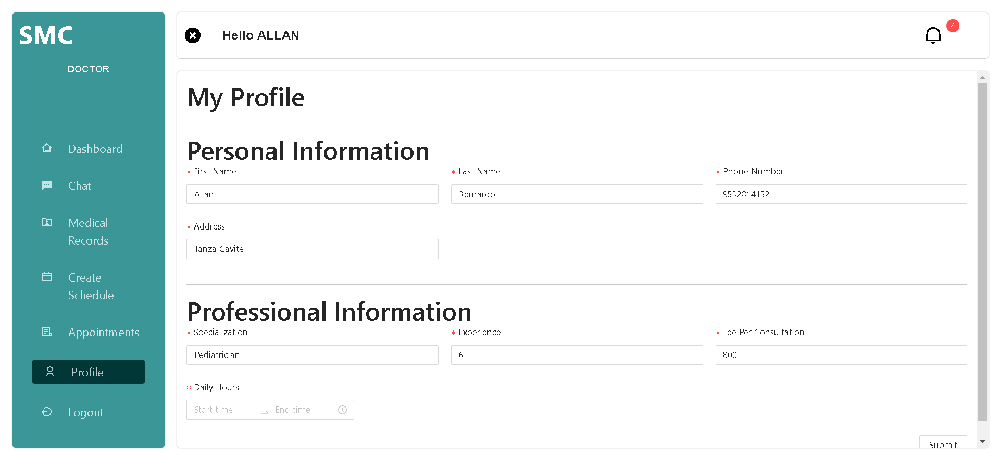 SMC
DOCTOR
Dashboard
Chat
Medical
Records
Create
Schedule
Appointments
Profile
Logout
Hello ALLAN
4
My Profile
Personal Information
* First Name
* Last Name
* Phone Number
Allan
Bernardo
9552814152
* Address
Tanza Cavite
Professional Information
* Specialization
* Experience
* Fee Per Consultation
Pediatrician
6
800
* Daily Hours
Start time
End time
Submit